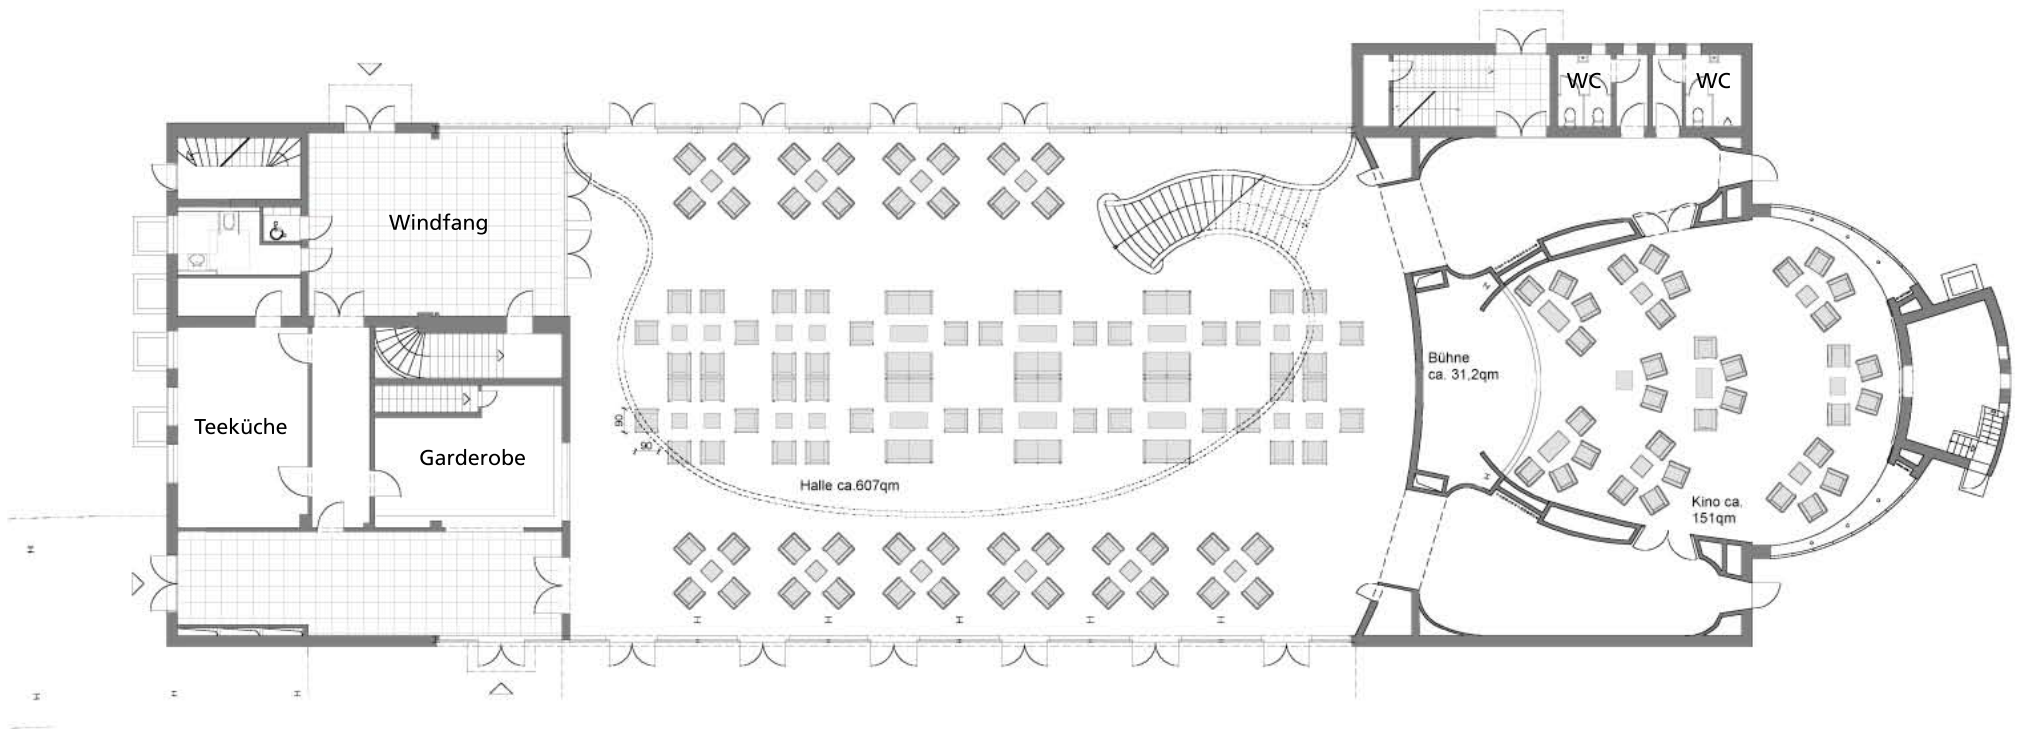 WC
WC
Windfang
Bühne
ca. 31,2qm
Teeküche
90
90
Garderobe
Halle ca.607qm
Kino ca.
151qm